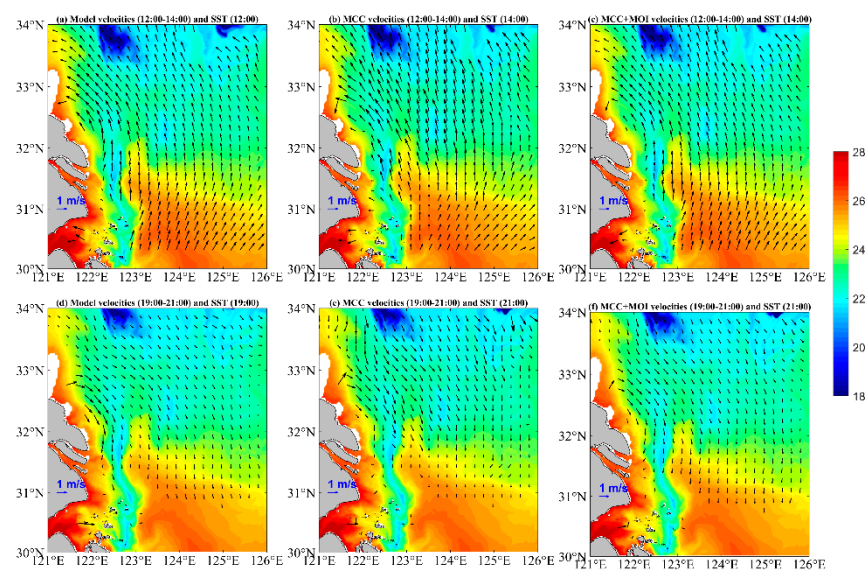 (a) Model velocities (12:00-14:00) and SST (12:00)
(b) MCC velocities (12:00-14:00) and SST (14:00)
(c) MCC+MOI velocities (12:00-14:00) and SST (14:00)
34°N
33°N
32°N
31°N
30°N
1 m/s
121°E 122°E 123°E 124°E 125°E 126°E
34°N
33°N
32°N
31°N
30°N
1 m/s
121°E 122°E 123°E 124°E 125°E 126°E
34°N
33°N
32°N
31°N
30°N
1 m/s
121°E 122°E 123°E 124°E 125°E 126°E
(d) Model velocities (19:00-21:00) and SST (19:00)
(e) MCC velocities (19:00-21:00) and SST (21:00)
(f) MCC+MOI velocities (19:00-21:00) and SST (21:00)
34°N
33°N
32°N
31°N
30°N
1 m/s
121°E 122°E 123°E 124°E 125°E 126°E
34°N
33°N
32°N
31°N
30°N
1 m/s
121°E 122°E 123°E 124°E 125°E 126°E
34°N
33°N
32°N
31°N
30°N
1 m/s
121°E 122°E 123°E 124°E 125°E 126°E
28
26
24
22
20
18